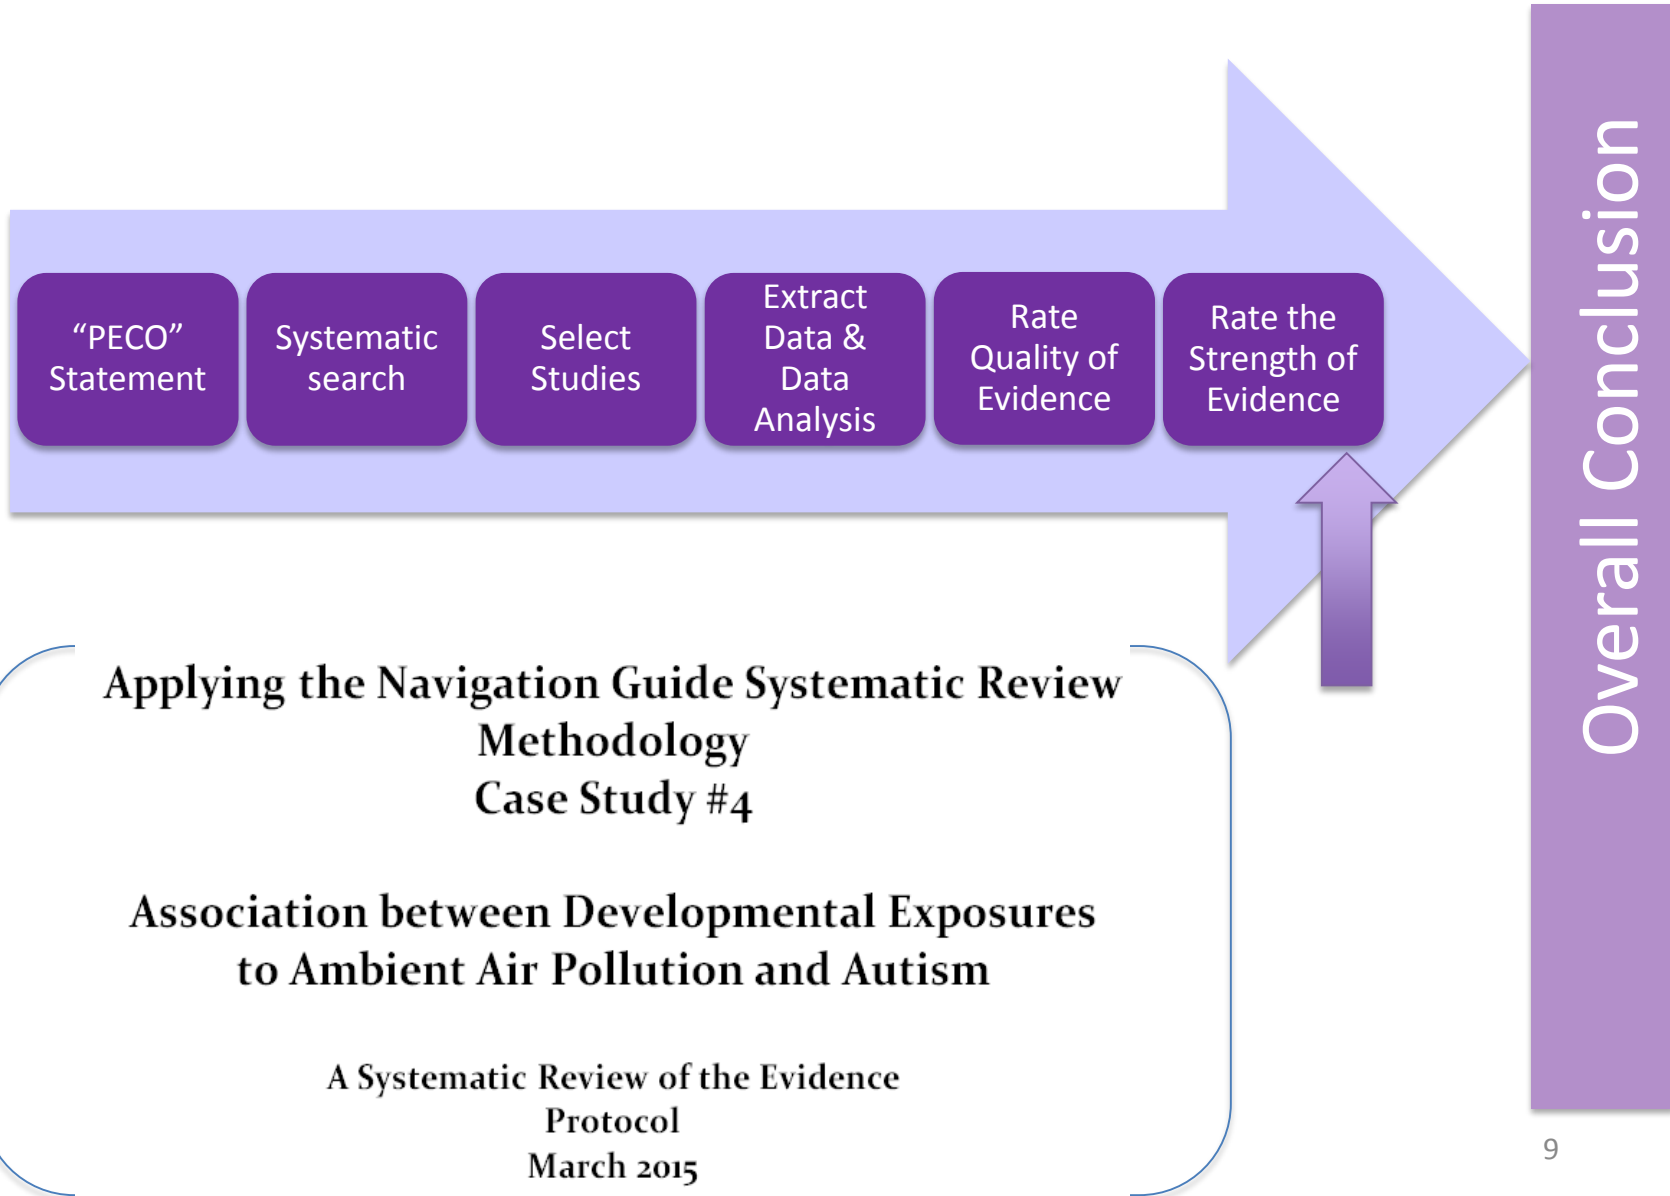 “PECO”
Statement
Systematic
search
Select
Studies
Extract
Data &
Data
Analysis
Rate
Quality of
Evidence
Rate the
Strength of
Evidence
Overall Conclusion
Applying the Navigation Guide Systematic Review
Methodology
Case Study #4
Association between Developmental Exposures
to Ambient Air Pollution and Autism
A Systematic Review of the Evidence
Protocol
March 2015
9